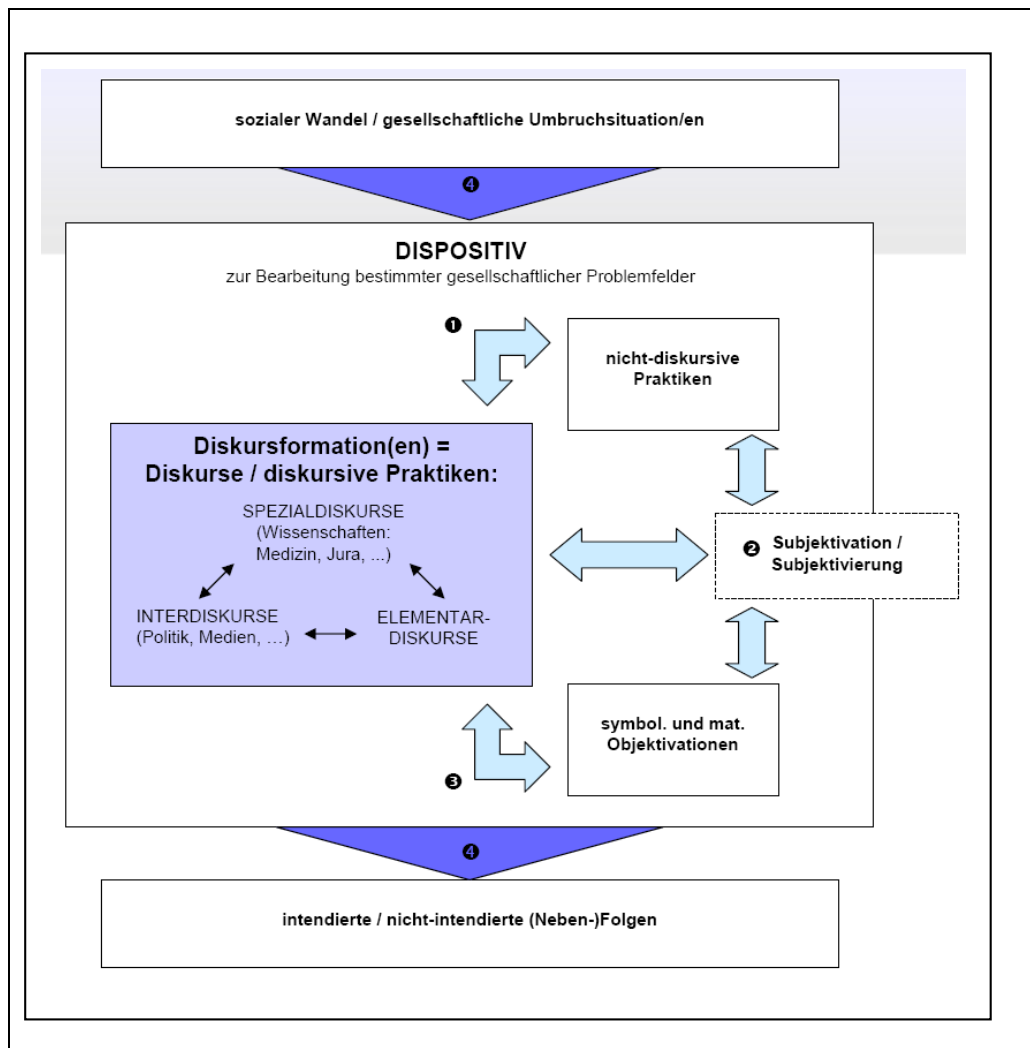 sozialer Wandel / gesellschaftliche Umbruchsituation/en
❹
DISPOSITIV
zur Bearbeitung bestimmter gesellschaftlicher Problemfelder
❶
nicht-diskursive
Praktiken
Diskursformation(en) =
Diskurse / diskursive Praktiken:
SPEZIALDISKURSE
(Wissenschaften:
Medizin, Jura, ...)
INTERDISKURSE
(Politik, Medien, …)
ELEMENTAR-
DISKURSE
❷ Subjektivation /
Subjektivierung
symbol. und mat.
Objektivationen
❸
❹
intendierte / nicht-intendierte (Neben-)Folgen